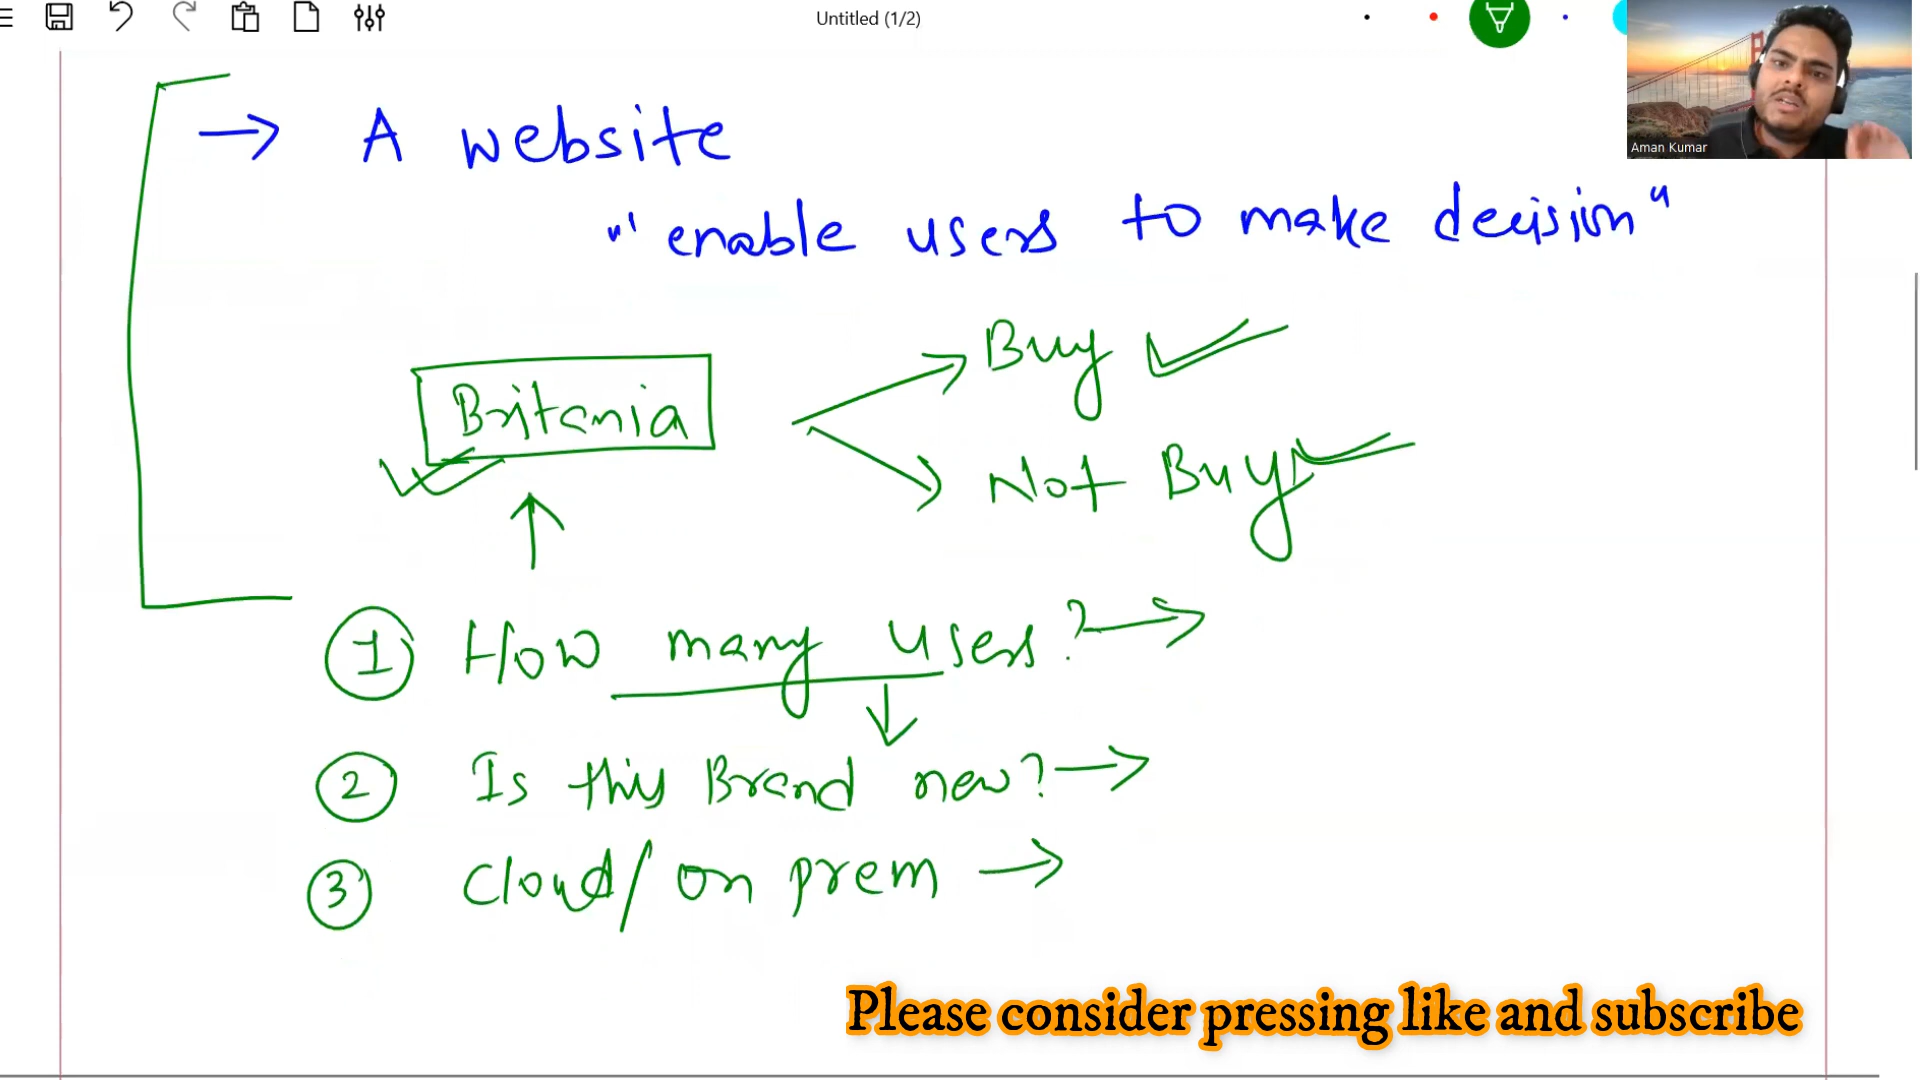 Untitled (1/2)
Aman Kumar
→ A website
"enable users to make decision"
Britania
Buy ✓
Not Buy ✓
1 How many users? →
2 Is this Brand new? →
3 Cloud/on prem →
Please consider pressing like and subscribe